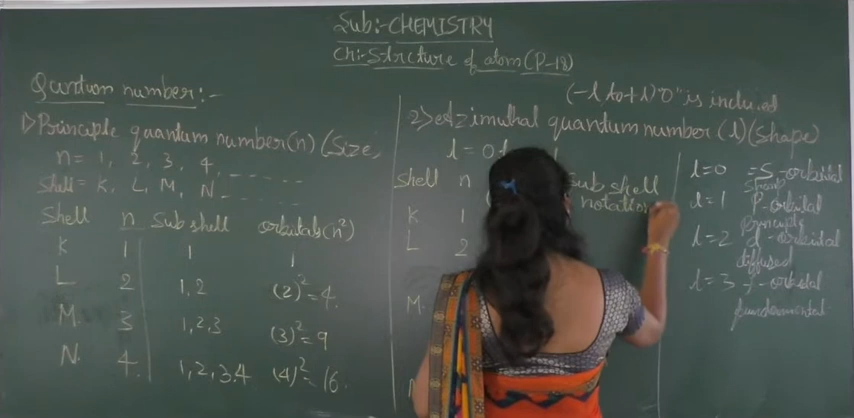 Sub:- CHEMISTRY
Ch:- Structure of atom (P-18)
Quantum number:-
1) Principle quantum number (n) (Size,
n = 1, 2, 3, 4, - - - - - -
Shell = K, L, M, N - - - - - -
Shell n Sub shell orbitals (n²)
K 1 1 1
L 2 1,2 (2)² = 4.
M. 3 1,2,3 (3)² = 9
N. 4. 1,2,3.4 (4)² = 16.
(-l to +l) "0" is included
2) Azimuthal quantum number (l) (Shape)
l = 0
Shell n Sub shell
notation
K 1
L 2
M.
l=0 = S-orbital
Sharp
l=1 P-orbital
Principle
l=2 d-orbital
diffused
l=3 f-orbital
fundamental